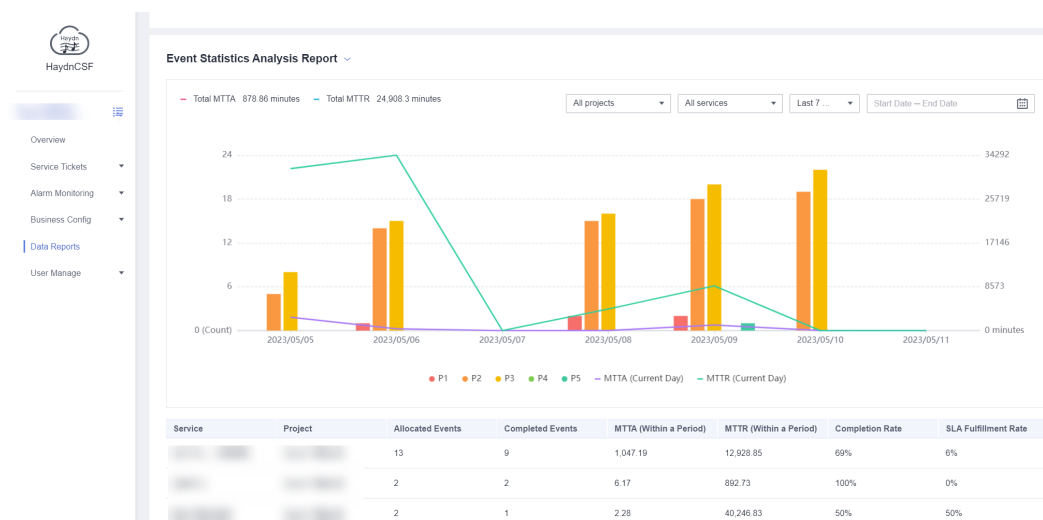 Haydn
HaydnCSF
Overview
Service Tickets
Alarm Monitoring
Business Config
Data Reports
User Manage
Event Statistics Analysis Report
Total MTTA 878.86 minutes Total MTTR 24,908.3 minutes
All projects
All services
Last 7 ...
Start Date – End Date
24 34292
18 25719
12 17146
6 8573
0 (Count) 0 minutes
2023/05/05 2023/05/06 2023/05/07 2023/05/08 2023/05/09 2023/05/10 2023/05/11
P1 P2 P3 P4 P5 MTTA (Current Day) MTTR (Current Day)
Service Project Allocated Events Completed Events MTTA (Within a Period) MTTR (Within a Period) Completion Rate SLA Fulfillment Rate
13 9 1,047.19 12,928.85 69% 6%
2 2 6.17 892.73 100% 0%
2 1 2.28 40,246.83 50% 50%